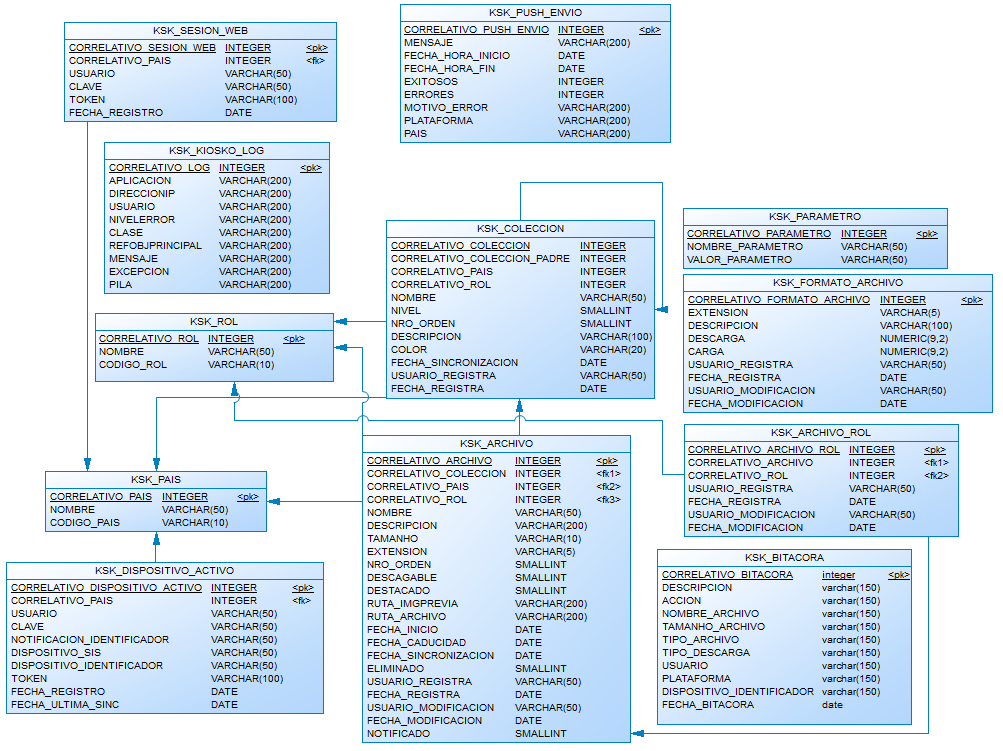 KSK_SESION_WEB
CORRELATIVO_SESION_WEB INTEGER <pk>
CORRELATIVO_PAIS INTEGER <fk>
USUARIO VARCHAR(50)
CLAVE VARCHAR(50)
TOKEN VARCHAR(100)
FECHA_REGISTRO DATE
KSK_PUSH_ENVIO
CORRELATIVO_PUSH_ENVIO INTEGER <pk>
MENSAJE VARCHAR(200)
FECHA_HORA_INICIO DATE
FECHA_HORA_FIN DATE
EXITOSOS INTEGER
ERRORES INTEGER
MOTIVO_ERROR VARCHAR(200)
PLATAFORMA VARCHAR(200)
PAIS VARCHAR(200)
KSK_KIOSKO_LOG
CORRELATIVO_LOG INTEGER <pk>
APLICACION VARCHAR(200)
DIRECCIONIP VARCHAR(200)
USUARIO VARCHAR(200)
NIVELERROR VARCHAR(200)
CLASE VARCHAR(200)
REFOBJPRINCIPAL VARCHAR(200)
MENSAJE VARCHAR(200)
EXCEPCION VARCHAR(200)
PILA VARCHAR(200)
KSK_COLECCION
CORRELATIVO_COLECCION INTEGER
CORRELATIVO_COLECCION_PADRE INTEGER
CORRELATIVO_PAIS INTEGER
CORRELATIVO_ROL INTEGER
NOMBRE VARCHAR(50)
NIVEL SMALLINT
NRO_ORDEN SMALLINT
DESCRIPCION VARCHAR(100)
COLOR VARCHAR(20)
FECHA_SINCRONIZACION DATE
USUARIO_REGISTRA VARCHAR(50)
FECHA_REGISTRA DATE
KSK_PARAMETRO
CORRELATIVO_PARAMETRO INTEGER <pk>
NOMBRE_PARAMETRO VARCHAR(50)
VALOR_PARAMETRO VARCHAR(50)
KSK_FORMATO_ARCHIVO
CORRELATIVO_FORMATO_ARCHIVO INTEGER <pk>
EXTENSION VARCHAR(5)
DESCRIPCION VARCHAR(100)
DESCARGA NUMERIC(9,2)
CARGA NUMERIC(9,2)
USUARIO_REGISTRA VARCHAR(50)
FECHA_REGISTRA DATE
USUARIO_MODIFICACION VARCHAR(50)
FECHA_MODIFICACION DATE
KSK_ROL
CORRELATIVO_ROL INTEGER <pk>
NOMBRE VARCHAR(50)
CODIGO_ROL VARCHAR(10)
KSK_ARCHIVO_ROL
CORRELATIVO_ARCHIVO_ROL INTEGER <pk>
CORRELATIVO_ARCHIVO INTEGER <fk1>
CORRELATIVO_ROL INTEGER <fk2>
USUARIO_REGISTRA VARCHAR(50)
FECHA_REGISTRA DATE
USUARIO_MODIFICACION VARCHAR(50)
FECHA_MODIFICACION DATE
KSK_ARCHIVO
CORRELATIVO_ARCHIVO INTEGER <pk>
CORRELATIVO_COLECCION INTEGER <fk1>
CORRELATIVO_PAIS INTEGER <fk2>
CORRELATIVO_ROL INTEGER <fk3>
NOMBRE VARCHAR(50)
DESCRIPCION VARCHAR(200)
TAMANHO VARCHAR(10)
EXTENSION VARCHAR(5)
NRO_ORDEN SMALLINT
DESCAGABLE SMALLINT
DESTACADO SMALLINT
RUTA_IMGPREVIA VARCHAR(200)
RUTA_ARCHIVO VARCHAR(200)
FECHA_INICIO DATE
FECHA_CADUCIDAD DATE
FECHA_SINCRONIZACION DATE
ELIMINADO SMALLINT
USUARIO_REGISTRA VARCHAR(50)
FECHA_REGISTRA DATE
USUARIO_MODIFICACION VARCHAR(50)
FECHA_MODIFICACION DATE
NOTIFICADO SMALLINT
KSK_PAIS
CORRELATIVO_PAIS INTEGER <pk>
NOMBRE VARCHAR(50)
CODIGO_PAIS VARCHAR(10)
KSK_DISPOSITIVO_ACTIVO
CORRELATIVO_DISPOSITIVO_ACTIVO INTEGER <pk>
CORRELATIVO_PAIS INTEGER <fk>
USUARIO VARCHAR(50)
CLAVE VARCHAR(50)
NOTIFICACION_IDENTIFICADOR VARCHAR(50)
DISPOSITIVO_SIS VARCHAR(50)
DISPOSITIVO_IDENTIFICADOR VARCHAR(50)
TOKEN VARCHAR(100)
FECHA_REGISTRO DATE
FECHA_ULTIMA_SINC DATE
KSK_BITACORA
CORRELATIVO_BITACORA integer <pk>
DESCRIPCION varchar(150)
ACCION varchar(150)
NOMBRE_ARCHIVO varchar(150)
TAMANHO_ARCHIVO varchar(150)
TIPO_ARCHIVO varchar(150)
TIPO_DESCARGA varchar(150)
USUARIO varchar(150)
PLATAFORMA varchar(150)
DISPOSITIVO_IDENTIFICADOR varchar(150)
FECHA_BITACORA date